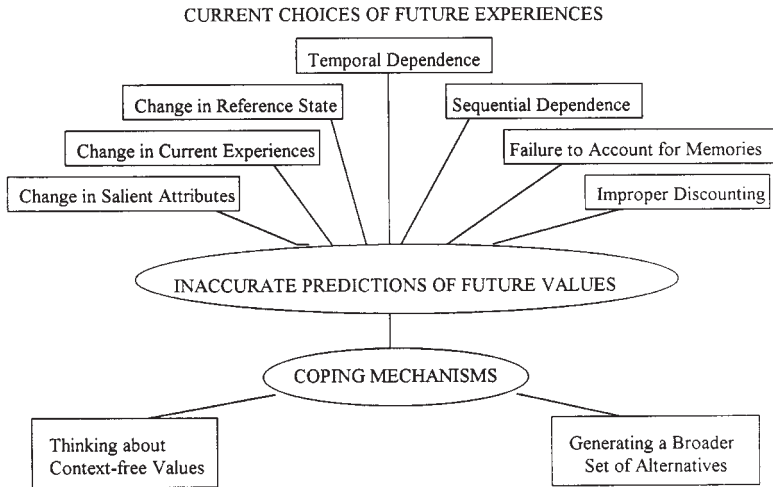 CURRENT CHOICES OF FUTURE EXPERIENCES
Temporal Dependence
Change in Reference State
Sequential Dependence
Change in Current Experiences
Failure to Account for Memories
Change in Salient Attributes
Improper Discounting
INACCURATE PREDICTIONS OF FUTURE VALUES
COPING MECHANISMS
Thinking about
Context-free Values
Generating a Broader
Set of Alternatives